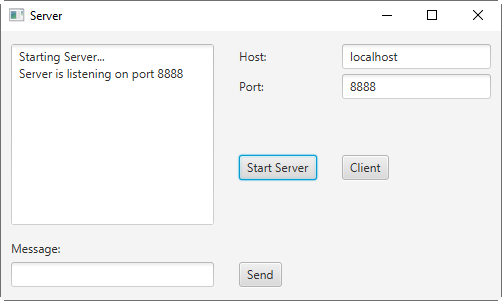 Server
Starting Server...
Server is listening on port 8888
Host:
localhost
Port:
8888
Start Server
Client
Message:
Send